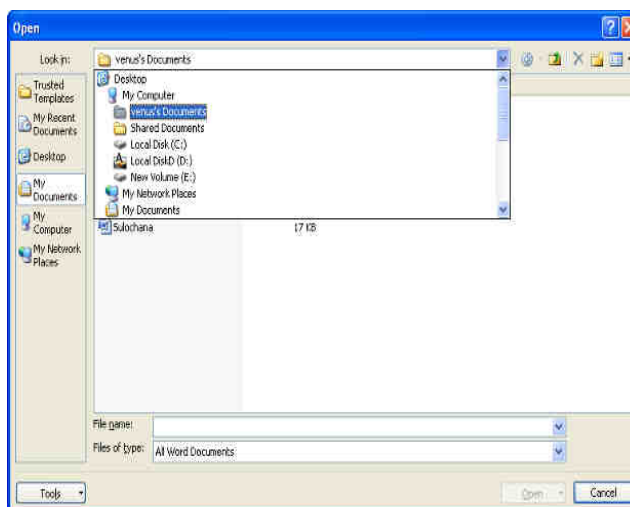 Open
Look in:
venus's Documents
Trusted
Templates
My Recent
Documents
Desktop
My
Documents
My
Computer
My Network
Places
Desktop
My Computer
venus's Documents
Shared Documents
Local Disk (C:)
Local DiskD (D:)
New Volume (E:)
My Network Places
My Documents
Sulochana 17 KB
File name:
Files of type: All Word Documents
Tools
Open
Cancel